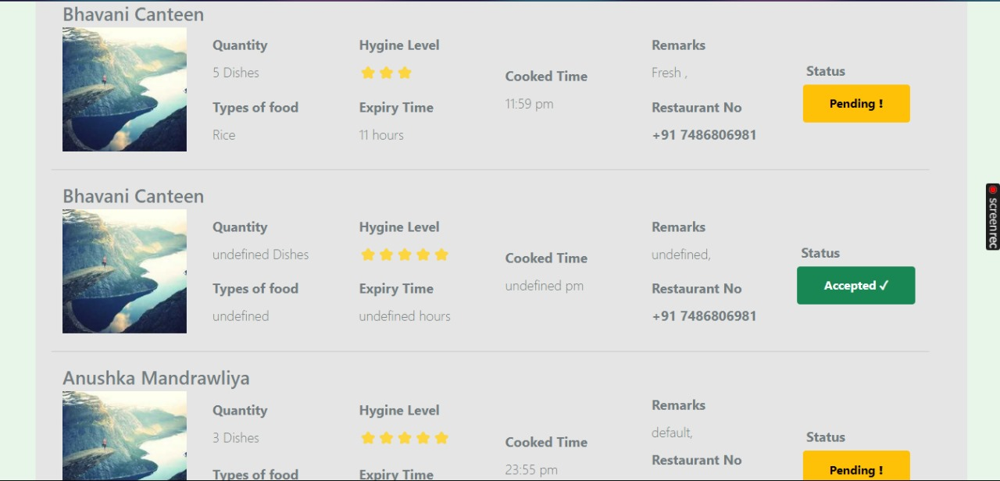 Bhavani Canteen
Quantity
5 Dishes
Types of food
Rice
Hygine Level
Expiry Time
11 hours
Cooked Time
11:59 pm
Remarks
Fresh ,
Restaurant No
+91 7486806981
Status
Pending !
Bhavani Canteen
Quantity
undefined Dishes
Types of food
undefined
Hygine Level
Expiry Time
undefined hours
Cooked Time
undefined pm
Remarks
undefined,
Restaurant No
+91 7486806981
Status
Accepted ✓
Anushka Mandrawliya
Quantity
3 Dishes
Types of food
Hygine Level
Expiry Time
Cooked Time
23:55 pm
Remarks
default,
Restaurant No
Status
Pending !
screenrec